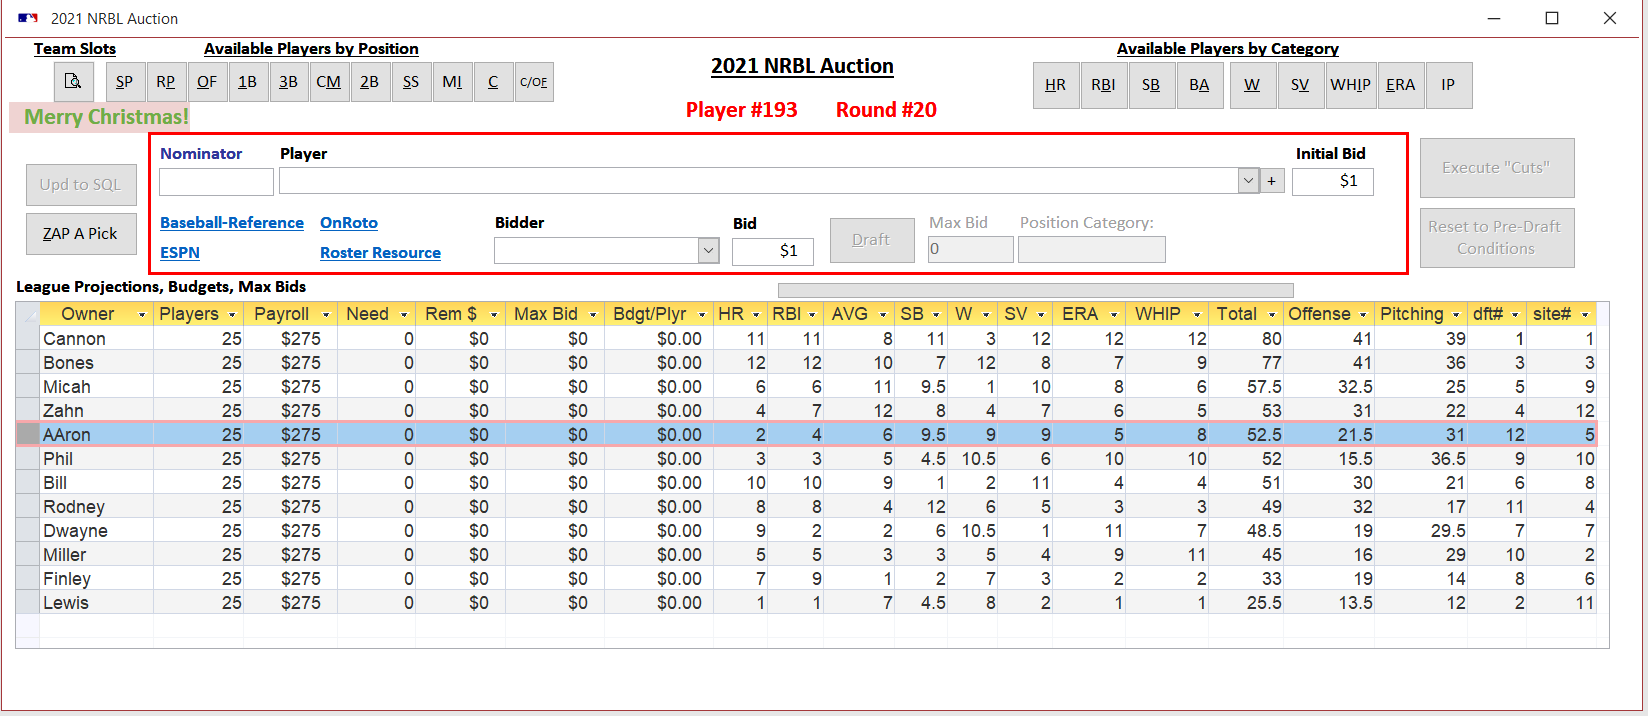 2021 NRBL Auction
Team Slots Available Players by Position Available Players by Category
2021 NRBL Auction
SP RP OF 1B 3B CM 2B SS MI C C/OF HR RBI SB BA W SV WHIP ERA IP
Player #193 Round #20
Merry Christmas!
Nominator Player Initial Bid
Execute "Cuts"
Upd to SQL + $1
Baseball-Reference OnRoto Bidder Bid Max Bid Position Category:
ZAP A Pick Draft Reset to Pre-Draft Conditions
ESPN Roster Resource $1 0
League Projections, Budgets, Max Bids
Owner Players Payroll Need Rem $ Max Bid Bdgt/Plyr HR RBI AVG SB W SV ERA WHIP Total Offense Pitching dft# site#
Cannon 25 $275 0 $0 $0 $0.00 11 11 8 11 3 12 12 12 80 41 39 1 1
Bones 25 $275 0 $0 $0 $0.00 12 12 10 7 12 8 7 9 77 41 36 3 3
Micah 25 $275 0 $0 $0 $0.00 6 6 11 9.5 1 10 8 6 57.5 32.5 25 5 9
Zahn 25 $275 0 $0 $0 $0.00 4 7 12 8 4 7 6 5 53 31 22 4 12
AAron 25 $275 0 $0 $0 $0.00 2 4 6 9.5 9 9 5 8 52.5 21.5 31 12 5
Phil 25 $275 0 $0 $0 $0.00 3 3 5 4.5 10.5 6 10 10 52 15.5 36.5 9 10
Bill 25 $275 0 $0 $0 $0.00 10 10 9 1 2 11 4 4 51 30 21 6 8
Rodney 25 $275 0 $0 $0 $0.00 8 8 4 12 6 5 3 3 49 32 17 11 4
Dwayne 25 $275 0 $0 $0 $0.00 9 2 2 6 10.5 1 11 7 48.5 19 29.5 7 7
Miller 25 $275 0 $0 $0 $0.00 5 5 3 3 5 4 9 11 45 16 29 10 2
Finley 25 $275 0 $0 $0 $0.00 7 9 1 2 7 3 2 2 33 19 14 8 6
Lewis 25 $275 0 $0 $0 $0.00 1 1 7 4.5 8 2 1 1 25.5 13.5 12 2 11